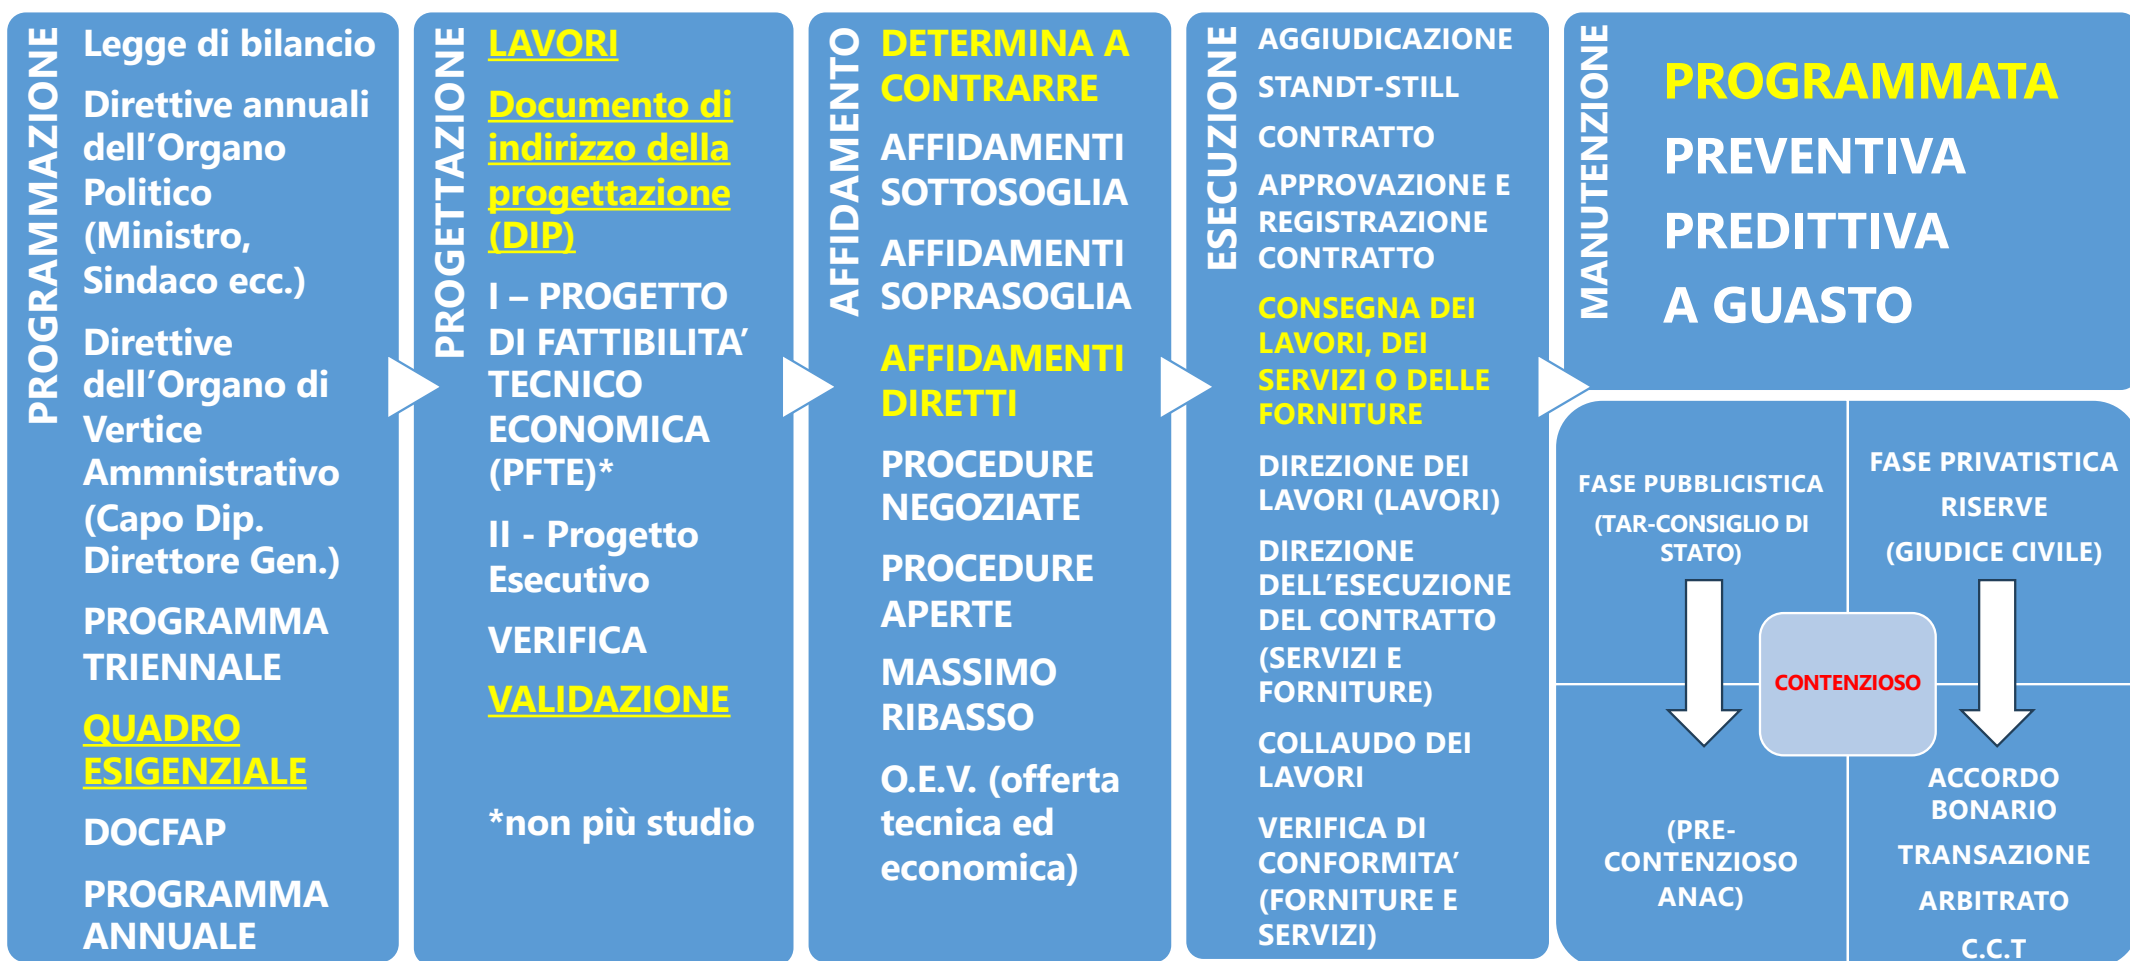 PROGRAMMAZIONE
Legge di bilancio
Direttive annuali
dell’Organo
Politico
(Ministro,
Sindaco ecc.)
Direttive
dell’Organo di
Vertice
Ammnistrativo
(Capo Dip.
Direttore Gen.)
PROGRAMMA
TRIENNALE
QUADRO
ESIGENZIALE
DOCFAP
PROGRAMMA
ANNUALE
PROGETTAZIONE
LAVORI
Documento di
indirizzo della
progettazione
(DIP)
I – PROGETTO
DI FATTIBILITA’
TECNICO
ECONOMICA
(PFTE)*
II - Progetto
Esecutivo
VERIFICA
VALIDAZIONE
*non più studio
AFFIDAMENTO
DETERMINA A
CONTRARRE
AFFIDAMENTI
SOTTOSOGLIA
AFFIDAMENTI
SOPRASOGLIA
AFFIDAMENTI
DIRETTI
PROCEDURE
NEGOZIATE
PROCEDURE
APERTE
MASSIMO
RIBASSO
O.E.V. (offerta
tecnica ed
economica)
ESECUZIONE
AGGIUDICAZIONE
STANDT-STILL
CONTRATTO
APPROVAZIONE E
REGISTRAZIONE
CONTRATTO
CONSEGNA DEI
LAVORI, DEI
SERVIZI O DELLE
FORNITURE
DIREZIONE DEI
LAVORI (LAVORI)
DIREZIONE
DELL’ESECUZIONE
DEL CONTRATTO
(SERVIZI E
FORNITURE)
COLLAUDO DEI
LAVORI
VERIFICA DI
CONFORMITA’
(FORNITURE E
SERVIZI)
MANUTENZIONE
PROGRAMMATA
PREVENTIVA
PREDITTIVA
A GUASTO
FASE PUBBLICISTICA
(TAR-CONSIGLIO DI
STATO)
FASE PRIVATISTICA
RISERVE
(GIUDICE CIVILE)
CONTENZIOSO
(PRE-
CONTENZIOSO
ANAC)
ACCORDO
BONARIO
TRANSAZIONE
ARBITRATO
C.C.T